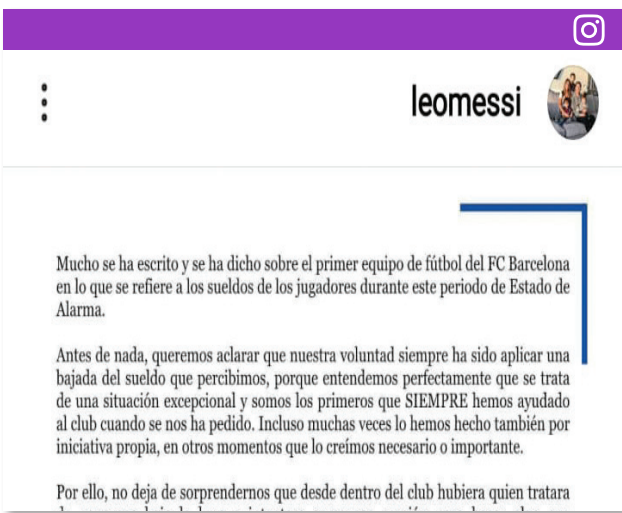 leomessi
Mucho se ha escrito y se ha dicho sobre el primer equipo de fútbol del FC Barcelona
en lo que se refiere a los sueldos de los jugadores durante este periodo de Estado de
Alarma.
Antes de nada, queremos aclarar que nuestra voluntad siempre ha sido aplicar una
bajada del sueldo que percibimos, porque entendemos perfectamente que se trata
de una situación excepcional y somos los primeros que SIEMPRE hemos ayudado
al club cuando se nos ha pedido. Incluso muchas veces lo hemos hecho también por
iniciativa propia, en otros momentos que lo creímos necesario o importante.
Por ello, no deja de sorprendernos que desde dentro del club hubiera quien tratara